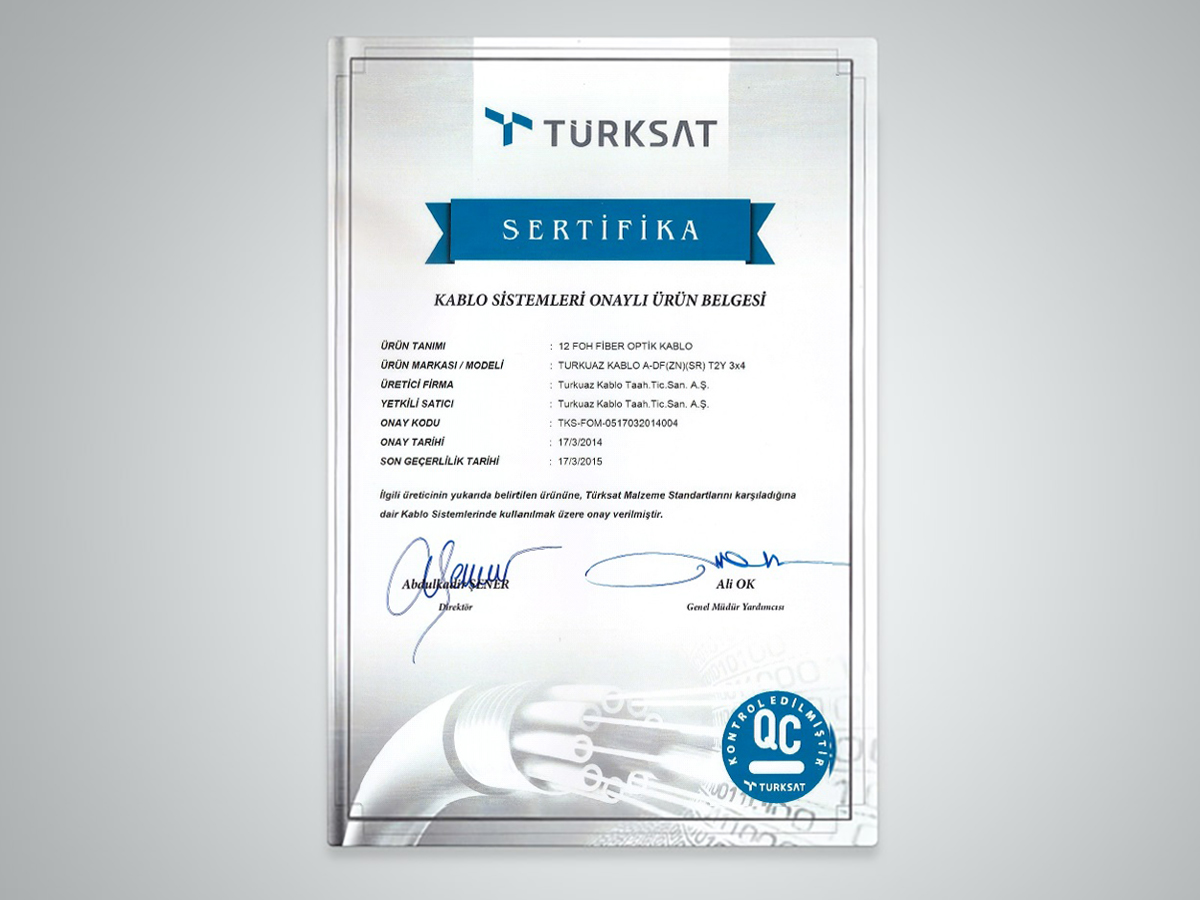 TÜRKSAT
SERTİFİKA
KABLO SİSTEMLERİ ONAYLI ÜRÜN BELGESİ
ÜRÜN TANIMI : 12 FOH FİBER OPTİK KABLO
ÜRÜN MARKASI / MODELİ : TURKUAZ KABLO A-DF(ZN)(SR) T2Y 3x4
ÜRETİCİ FİRMA : Turkuaz Kablo Taah.Tic.San. A.Ş.
YETKİLİ SATICI : Turkuaz Kablo Taah.Tic.San. A.Ş.
ONAY KODU : TKS-FOM-0517032014004
ONAY TARİHİ : 17/3/2014
SON GEÇERLİLİK TARİHİ : 17/3/2015
İlgili üreticinin yukarıda belirtilen ürününe, Türksat Malzeme Standartlarını karşıladığına
dair Kablo Sistemlerinde kullanılmak üzere onay verilmiştir.
Abdulkadir ŞENER
Direktör
Ali OK
Genel Müdür Yardımcısı
KONTROL EDİLMİŞTİR
QC
TURKSAT